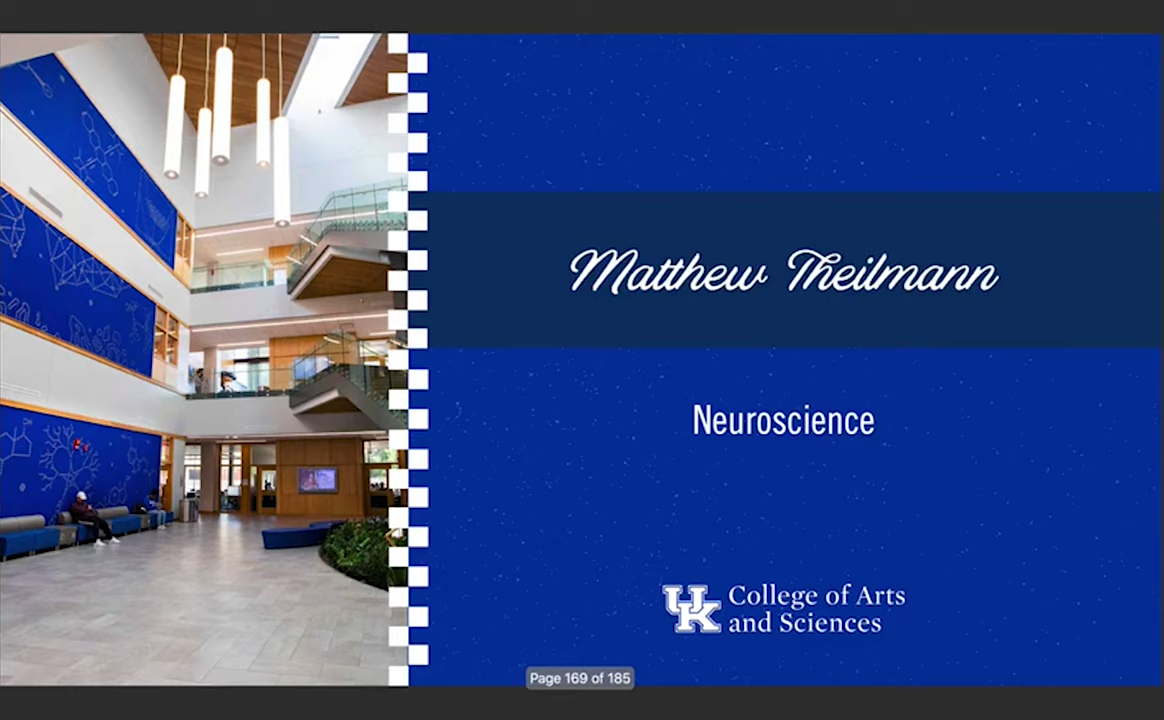 Matthew Theilmann
Neuroscience
UK College of Arts
and Sciences
Page 169 of 185